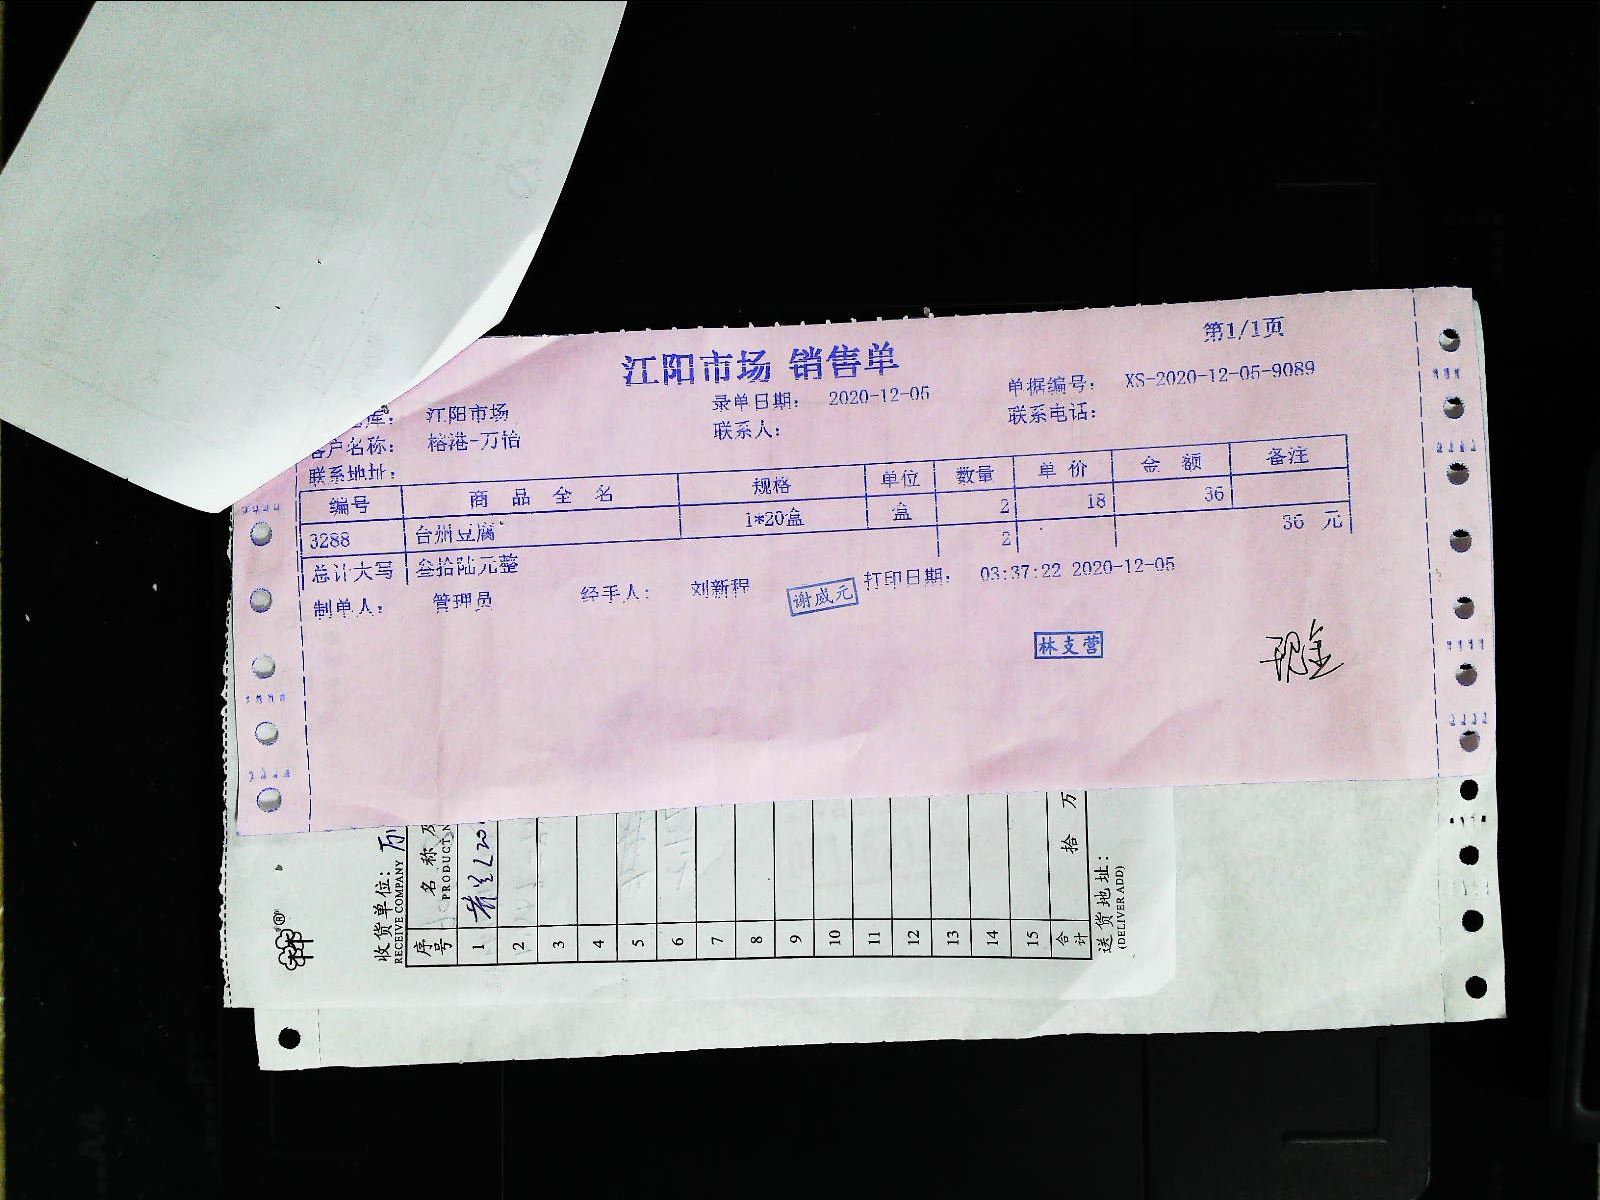 江阳市场 销售单
第1/1页
库： 江阳市场
录单日期： 2020-12-05
单据编号： XS-2020-12-05-9089
客户名称： 榕港-万怡
联系人：
联系电话：
联系地址：
编号 商品全名 规格 单位 数量 单价 金额 备注
3288 台州豆腐 1*20盒 盒 2 18 36
总计大写 叁拾陆元整 2 36 元
制单人： 管理员 经手人： 刘新程 打印日期： 03:37:22 2020-12-05
谢威元
林支营
现金
收货单位： 万
RECEIVE COMPANY
序号 名称
PRODUCT
1
2
3
4
5
6
7
8
9
10
11
12
13
14
15
合计 拾 万
送货地址：
(DELIVER ADD)